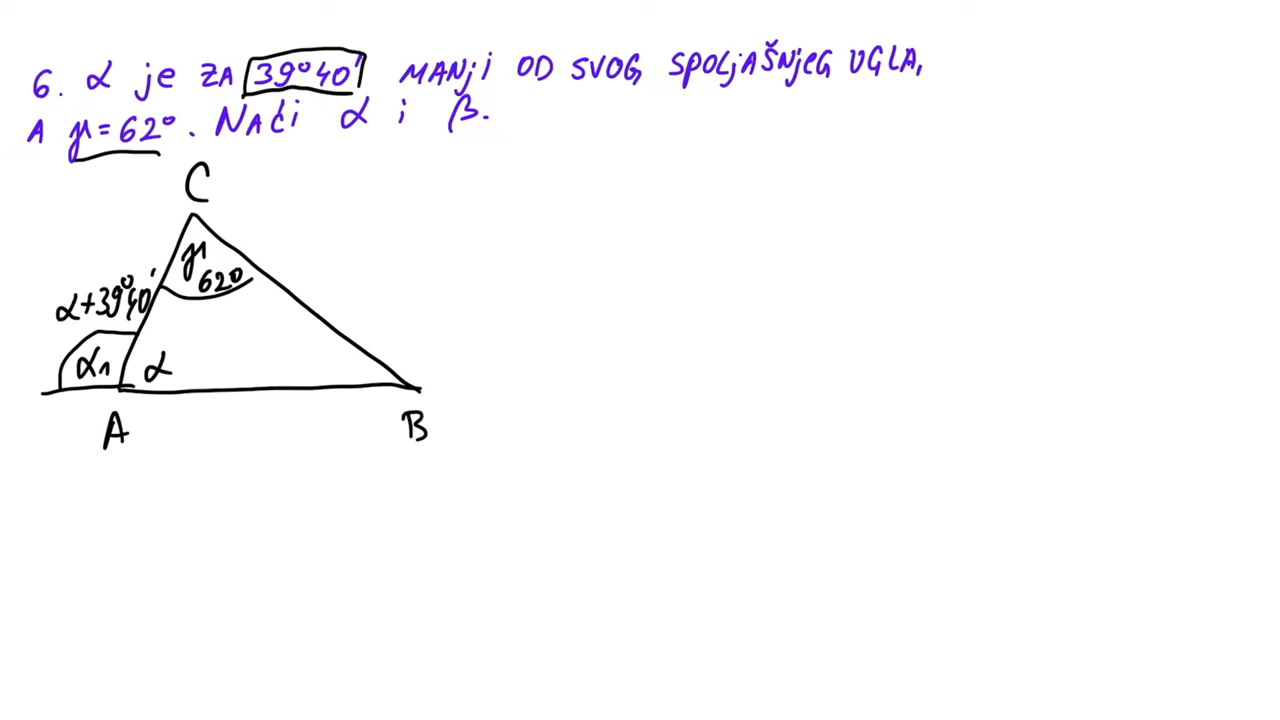 6. α je ZA 39°40' MANjI OD SVOG SPOLjAŠNjEG UGLA,
A γ = 62°. NAĆI α i β.
C
γ
62°
α+39°40'
α1
α
A
B